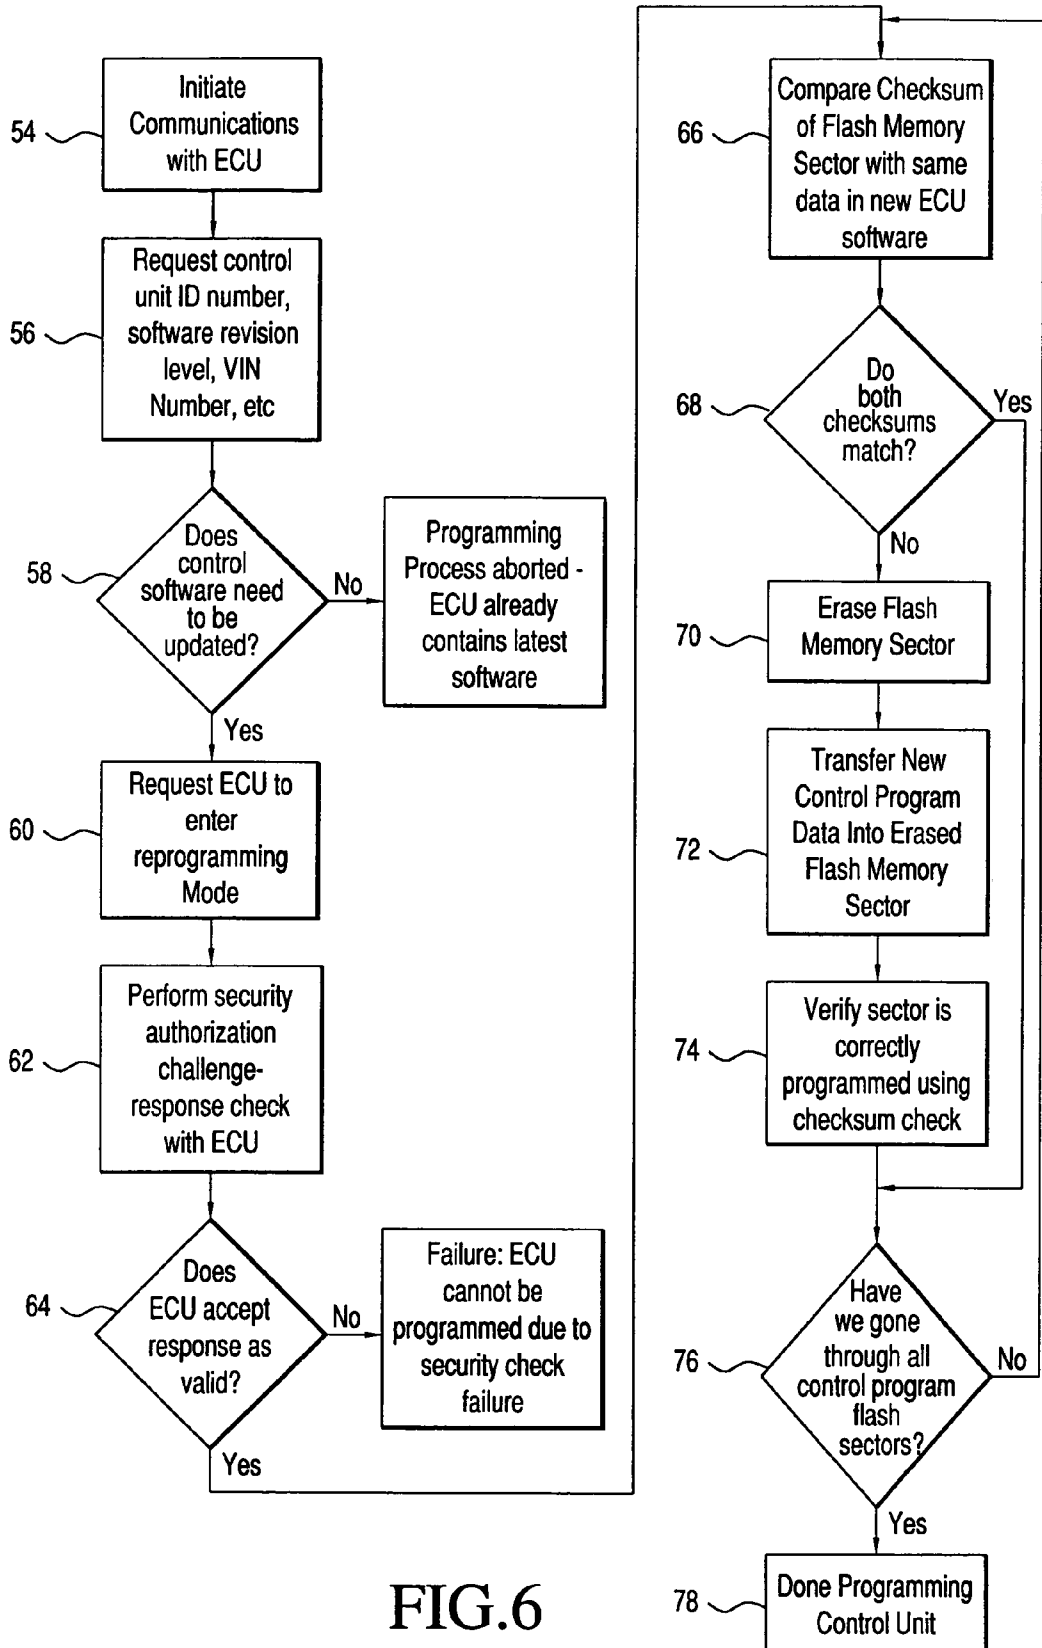 54
Initiate
Communications
with ECU
56
Request control
unit ID number,
software revision
level, VIN
Number, etc
58
Does
control
software need
to be
updated?
No
Programming
Process aborted -
ECU already
contains latest
software
Yes
60
Request ECU to
enter
reprogramming
Mode
62
Perform security
authorization
challenge-
response check
with ECU
64
Does
ECU accept
response as
valid?
No
Failure: ECU
cannot be
programmed due to
security check
failure
Yes
66
Compare Checksum
of Flash Memory
Sector with same
data in new ECU
software
68
Do
both
checksums
match?
Yes
No
70
Erase Flash
Memory Sector
72
Transfer New
Control Program
Data Into Erased
Flash Memory
Sector
74
Verify sector is
correctly
programmed using
checksum check
76
Have
we gone
through all
control program
flash
sectors?
No
Yes
78
Done Programming
Control Unit
FIG.6